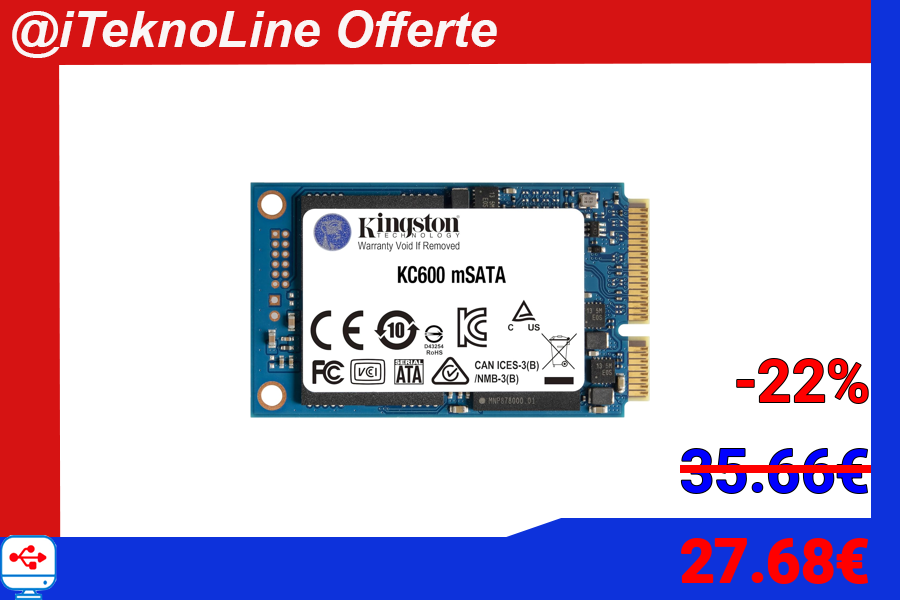 @iTeknoLine Offerte
Kingston
TECHNOLOGY
Warranty Void If Removed
KC600 mSATA
CE
10
D43254
RoHS
C US
FC
VCI
SERIAL
ATA
CAN ICES-3(B)
/NMB-3(B)
-22%
35.66€
27.68€